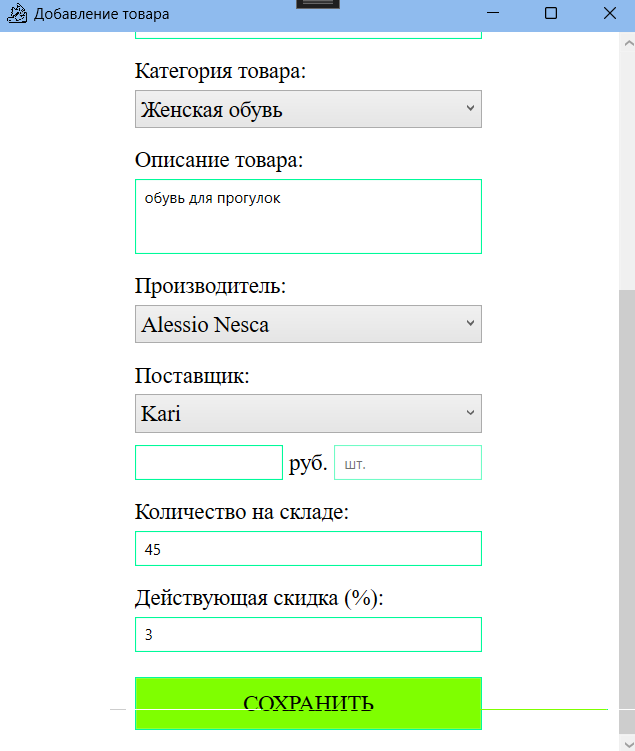 Добавление товара
Категория товара:
Женская обувь
Описание товара:
обувь для прогулок
Производитель:
Alessio Nesca
Поставщик:
Kari
руб. шт.
Количество на складе:
45
Действующая скидка (%):
3
СОХРАНИТЬ